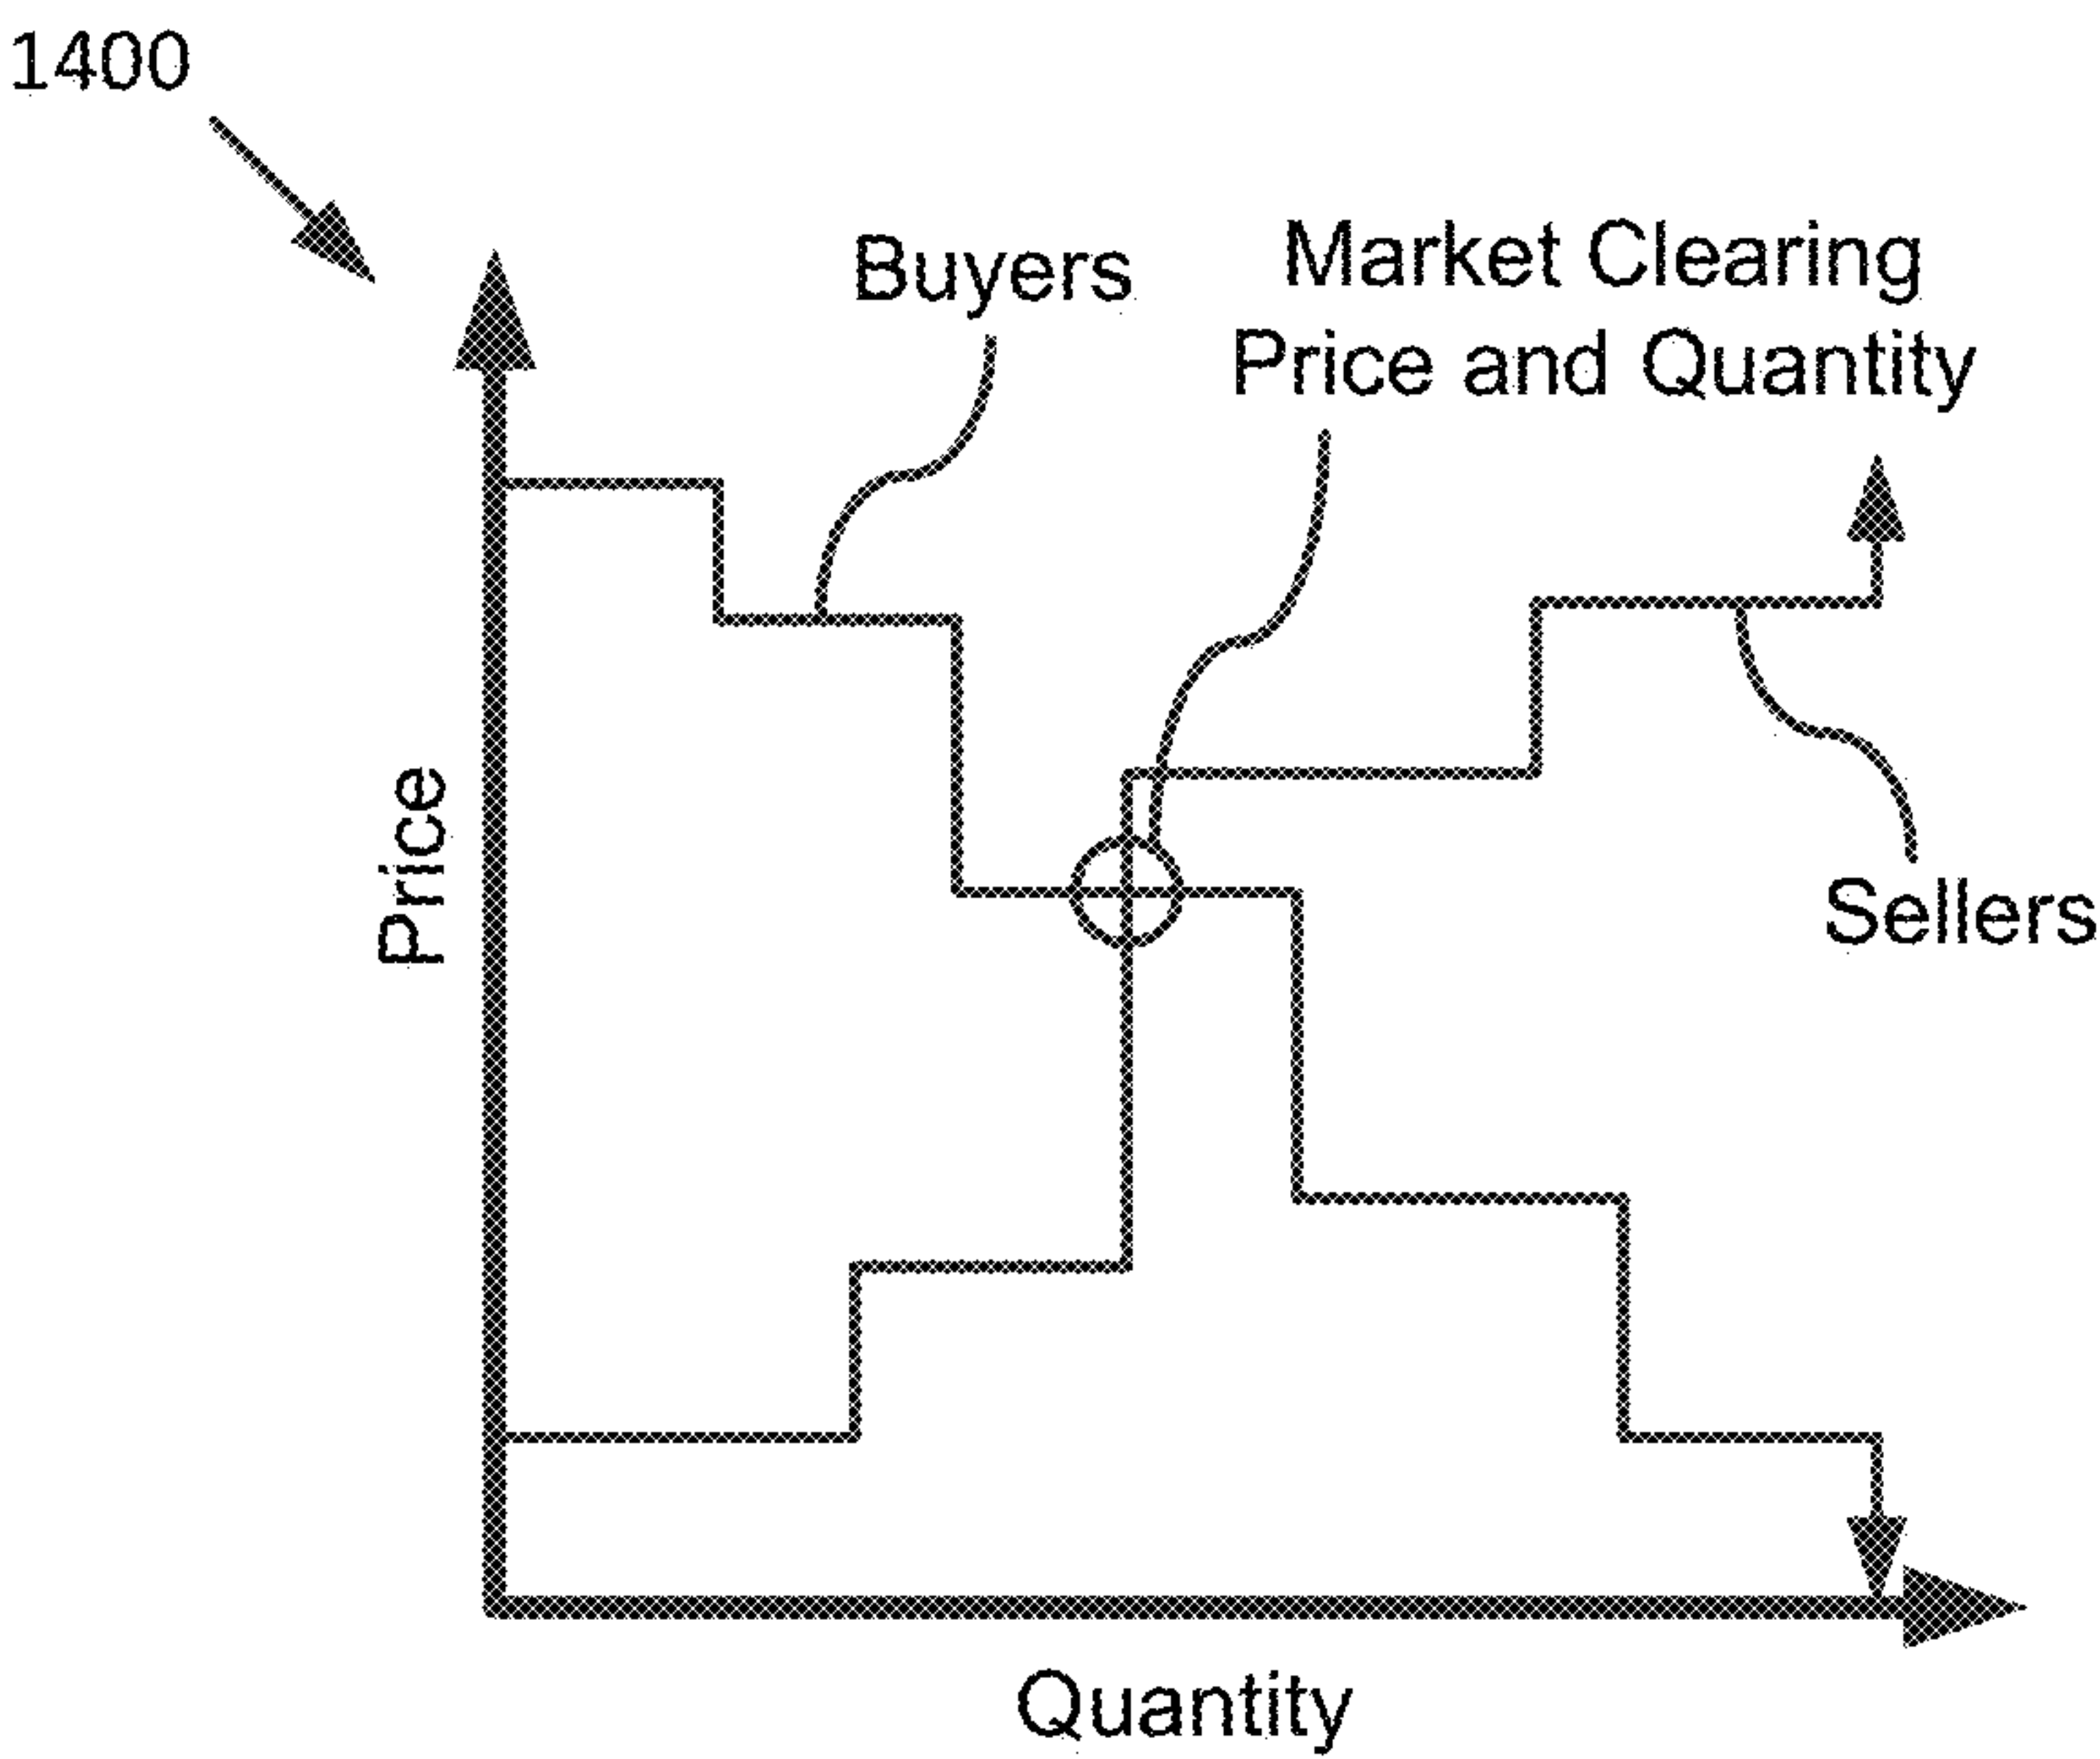 1400
Buyers
Market Clearing
Price and Quantity
Price
Sellers
Quantity